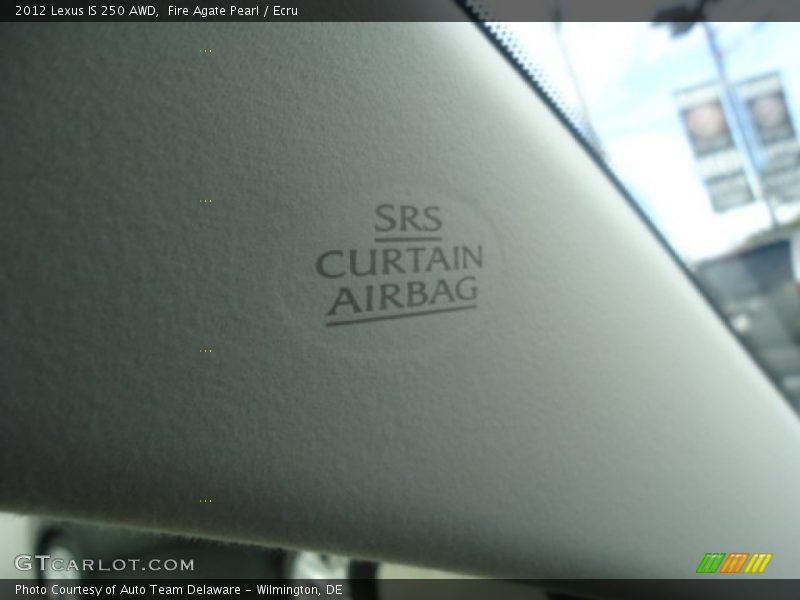 2012 Lexus IS 250 AWD,  Fire Agate Pearl / Ecru
SRS
CURTAIN
AIRBAG
GTCARLOT.COM
Photo Courtesy of Auto Team Delaware - Wilmington, DE